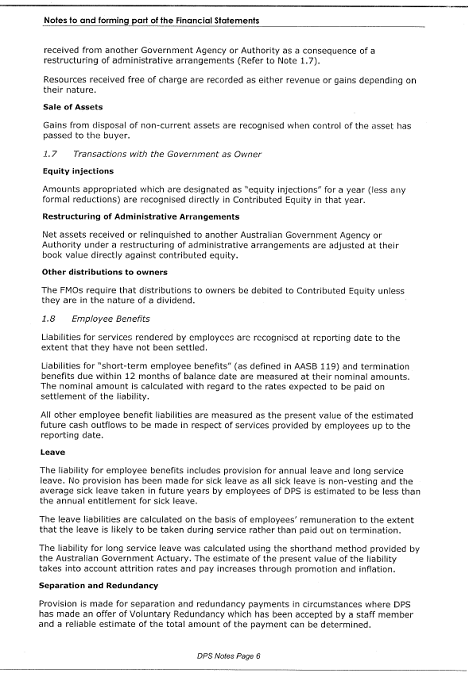 Notes to and forming part of the Financial Statements
received from another Government Agency or Authority as a consequence of a
restructuring of administrative arrangements (Refer to Note 1.7).
Resources received free of charge are recorded as either revenue or gains depending on
their nature.
Sale of Assets
Gains from disposal of non-current assets are recognised when control of the asset has
passed to the buyer.
1.7 Transactions with the Government as Owner
Equity injections
Amounts appropriated which are designated as "equity injections" for a year (less any
formal reductions) are recognised directly in Contributed Equity in that year.
Restructuring of Administrative Arrangements
Net assets received or relinquished to another Australian Government Agency or
Authority under a restructuring of administrative arrangements are adjusted at their
book value directly against contributed equity.
Other distributions to owners
The FMOs require that distributions to owners be debited to Contributed Equity unless
they are in the nature of a dividend.
1.8 Employee Benefits
Liabilities for services rendered by employees are recognised at reporting date to the
extent that they have not been settled.
Liabilities for "short-term employee benefits" (as defined in AASB 119) and termination
benefits due within 12 months of balance date are measured at their nominal amounts.
The nominal amount is calculated with regard to the rates expected to be paid on
settlement of the liability.
All other employee benefit liabilities are measured as the present value of the estimated
future cash outflows to be made in respect of services provided by employees up to the
reporting date.
Leave
The liability for employee benefits includes provision for annual leave and long service
leave. No provision has been made for sick leave as all sick leave is non-vesting and the
average sick leave taken in future years by employees of DPS is estimated to be less than
the annual entitlement for sick leave.
The leave liabilities are calculated on the basis of employees' remuneration to the extent
that the leave is likely to be taken during service rather than paid out on termination.
The liability for long service leave was calculated using the shorthand method provided by
the Australian Government Actuary. The estimate of the present value of the liability
takes into account attrition rates and pay increases through promotion and inflation.
Separation and Redundancy
Provision is made for separation and redundancy payments in circumstances where DPS
has made an offer of Voluntary Redundancy which has been accepted by a staff member
and a reliable estimate of the total amount of the payment can be determined.
DPS Notes Page 6